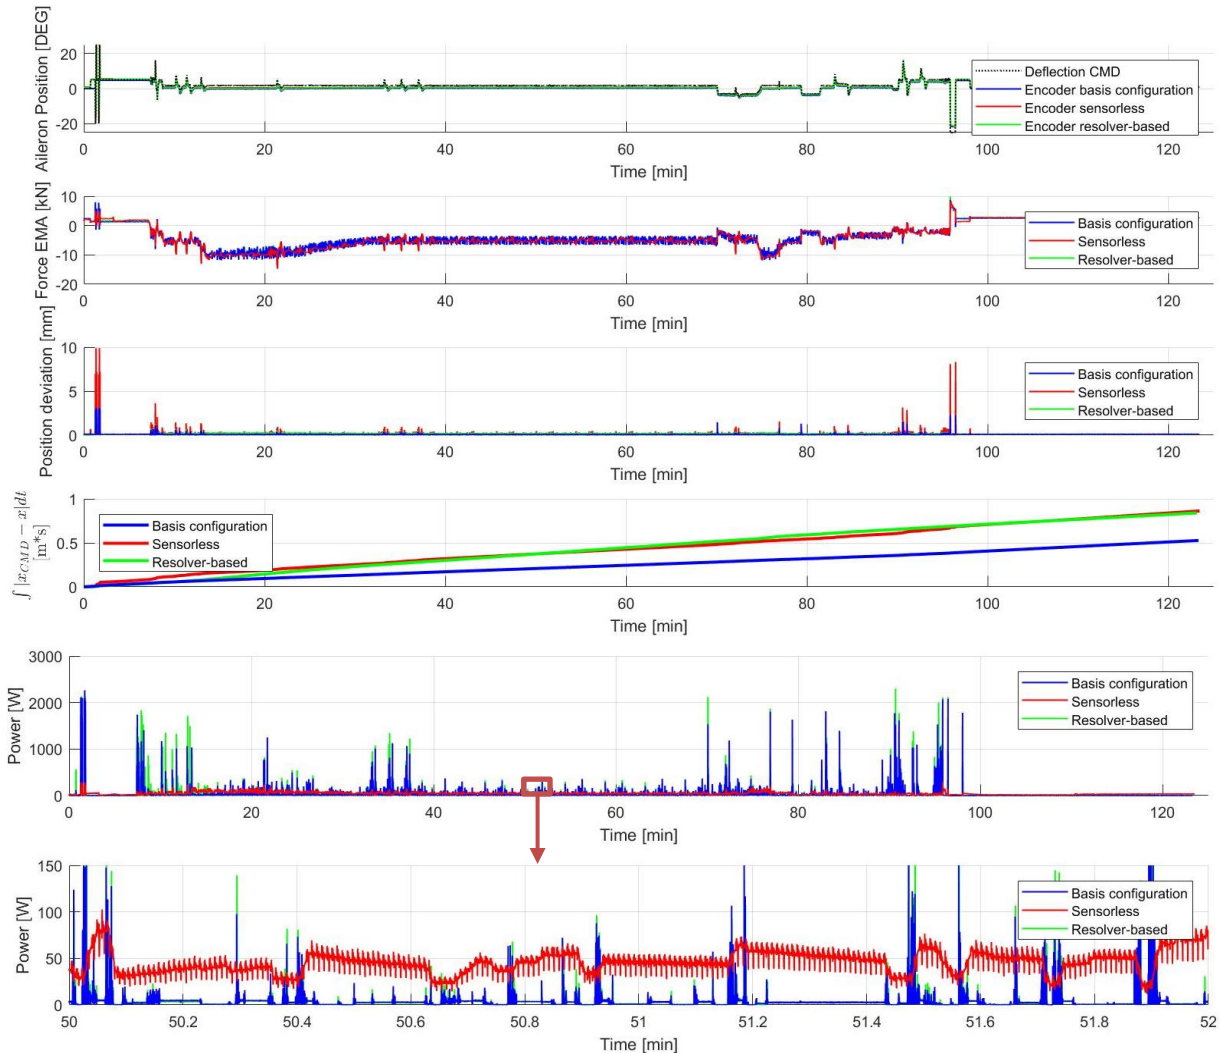 Aileron Position [DEG]
20
0
-20
Deflection CMD
Encoder basis configuration
Encoder sensorless
Encoder resolver-based
0 20 40 60 80 100 120
Time [min]
Force EMA [kN]
10
0
-10
-20
Basis configuration
Sensorless
Resolver-based
0 20 40 60 80 100 120
Time [min]
Position deviation [mm]
10
5
0
Basis configuration
Sensorless
Resolver-based
0 20 40 60 80 100 120
Time [min]
∫ |x_{CMD} − x|dt
[m*s]
1
0.5
0
Basis configuration
Sensorless
Resolver-based
0 20 40 60 80 100 120
Time [min]
Power [W]
3000
2000
1000
0
Basis configuration
Sensorless
Resolver-based
0 20 40 60 80 100 120
Time [min]
Power [W]
150
100
50
0
Basis configuration
Sensorless
Resolver-based
50 50.2 50.4 50.6 50.8 51 51.2 51.4 51.6 51.8 52
Time [min]